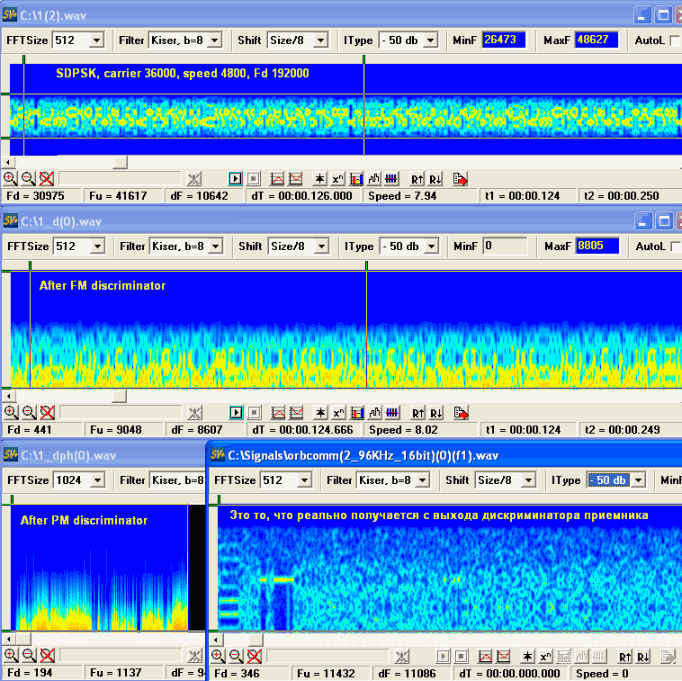 SV+ C:\1(2).wav
FFTSize 512 Filter Kiser, b=8 Shift Size/8 IType - 50 db MinF 26473 MaxF 48627 AutoL
SDPSK, carrier 36000, speed 4800, Fd 192000
Fd = 30975 Fu = 41617 dF = 10642 dT = 00:00.126.000 Speed = 7.94 t1 = 00:00.124 t2 = 00:00.250
SV+ C:\1_d(0).wav
FFTSize 512 Filter Kiser, b=8 Shift Size/8 IType - 50 db MinF 0 MaxF 8805 AutoL
After FM discriminator
Fd = 441 Fu = 9048 dF = 8607 dT = 00:00.124.666 Speed = 8.02 t1 = 00:00.124 t2 = 00:00.249
SV+ C:\1_dph(0).wav
FFTSize 1024 Filter Kiser, b=8
After PM discriminator
Fd = 194 Fu = 1137 dF = 9
SV+ C:\Signals\orbcomm(2_96KHz_16bit)(0)(f1).wav
FFTSize 512 Filter Kiser, b=8 Shift Size/8 IType - 50 db MinF
Это то, что реально получается с выхода дискриминатора приемника
Fd = 346 Fu = 11432 dF = 11086 dT = 00:00.000.000 Speed = 0